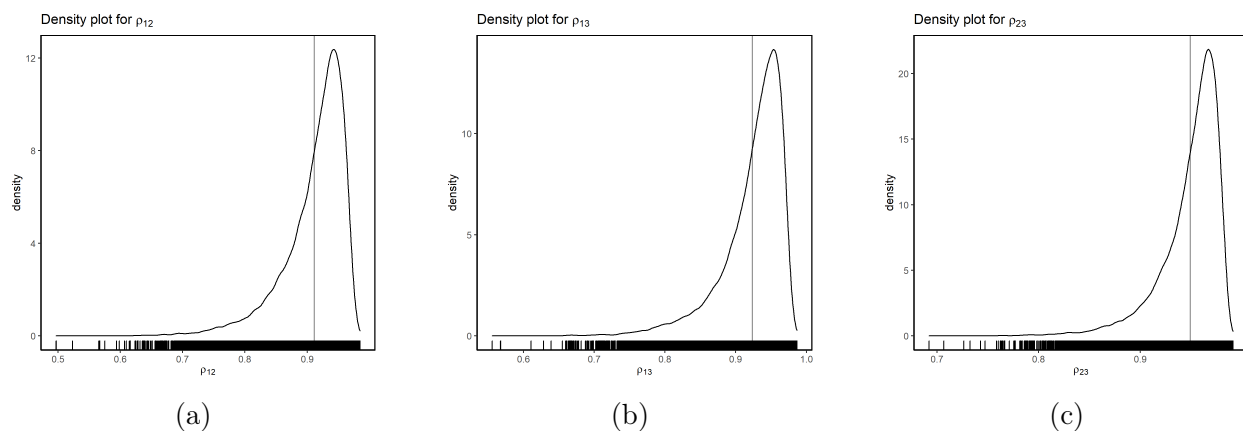 Density plot for ρ12
12
8
4
0
density
0.5 0.6 0.7 0.8 0.9
ρ12
(a)
Density plot for ρ13
10
5
0
density
0.6 0.7 0.8 0.9 1.0
ρ13
(b)
Density plot for ρ23
20
15
10
5
0
density
0.7 0.8 0.9
ρ23
(c)